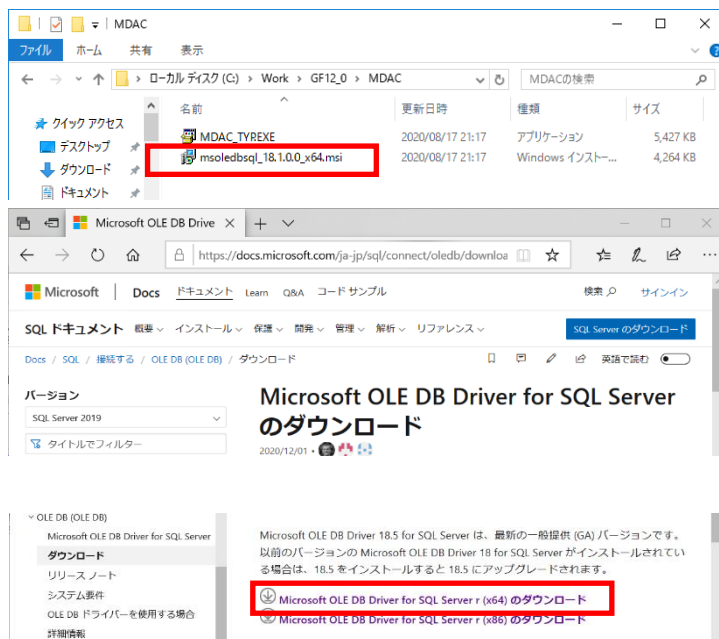 MDAC
ファイル ホーム 共有 表示
ローカル ディスク (C:) › Work › GF12_0 › MDAC
MDACの検索
名前 更新日時 種類 サイズ
クイック アクセス
MDAC_TYP.EXE 2020/08/17 21:17 アプリケーション 5,427 KB
デスクトップ
msoledbsql_18.1.0.0_x64.msi 2020/08/17 21:17 Windows インストー... 4,264 KB
ダウンロード
ドキュメント
Microsoft OLE DB Drive
https://docs.microsoft.com/ja-jp/sql/connect/oledb/downloa
Microsoft Docs ドキュメント Learn Q&A コード サンプル 検索 サインイン
SQL ドキュメント 概要 インストール 保護 開発 管理 解析 リファレンス SQL Server のダウンロード
Docs / SQL / 接続する / OLE DB (OLE DB) / ダウンロード 英語で読む
バージョン
SQL Server 2019
タイトルでフィルター
Microsoft OLE DB Driver for SQL Server
のダウンロード
2020/12/01 •
OLE DB (OLE DB)
Microsoft OLE DB Driver for SQL Server
ダウンロード
リリース ノート
システム要件
OLE DB ドライバーを使用する場合
詳細情報
Microsoft OLE DB Driver 18.5 for SQL Server は、最新の一般提供 (GA) バージョンです。
以前のバージョンの Microsoft OLE DB Driver 18 for SQL Server がインストールされてい
る場合は、18.5 をインストールすると 18.5 にアップグレードされます。
Microsoft OLE DB Driver for SQL Server r (x64) のダウンロード
Microsoft OLE DB Driver for SQL Server r (x86) のダウンロード